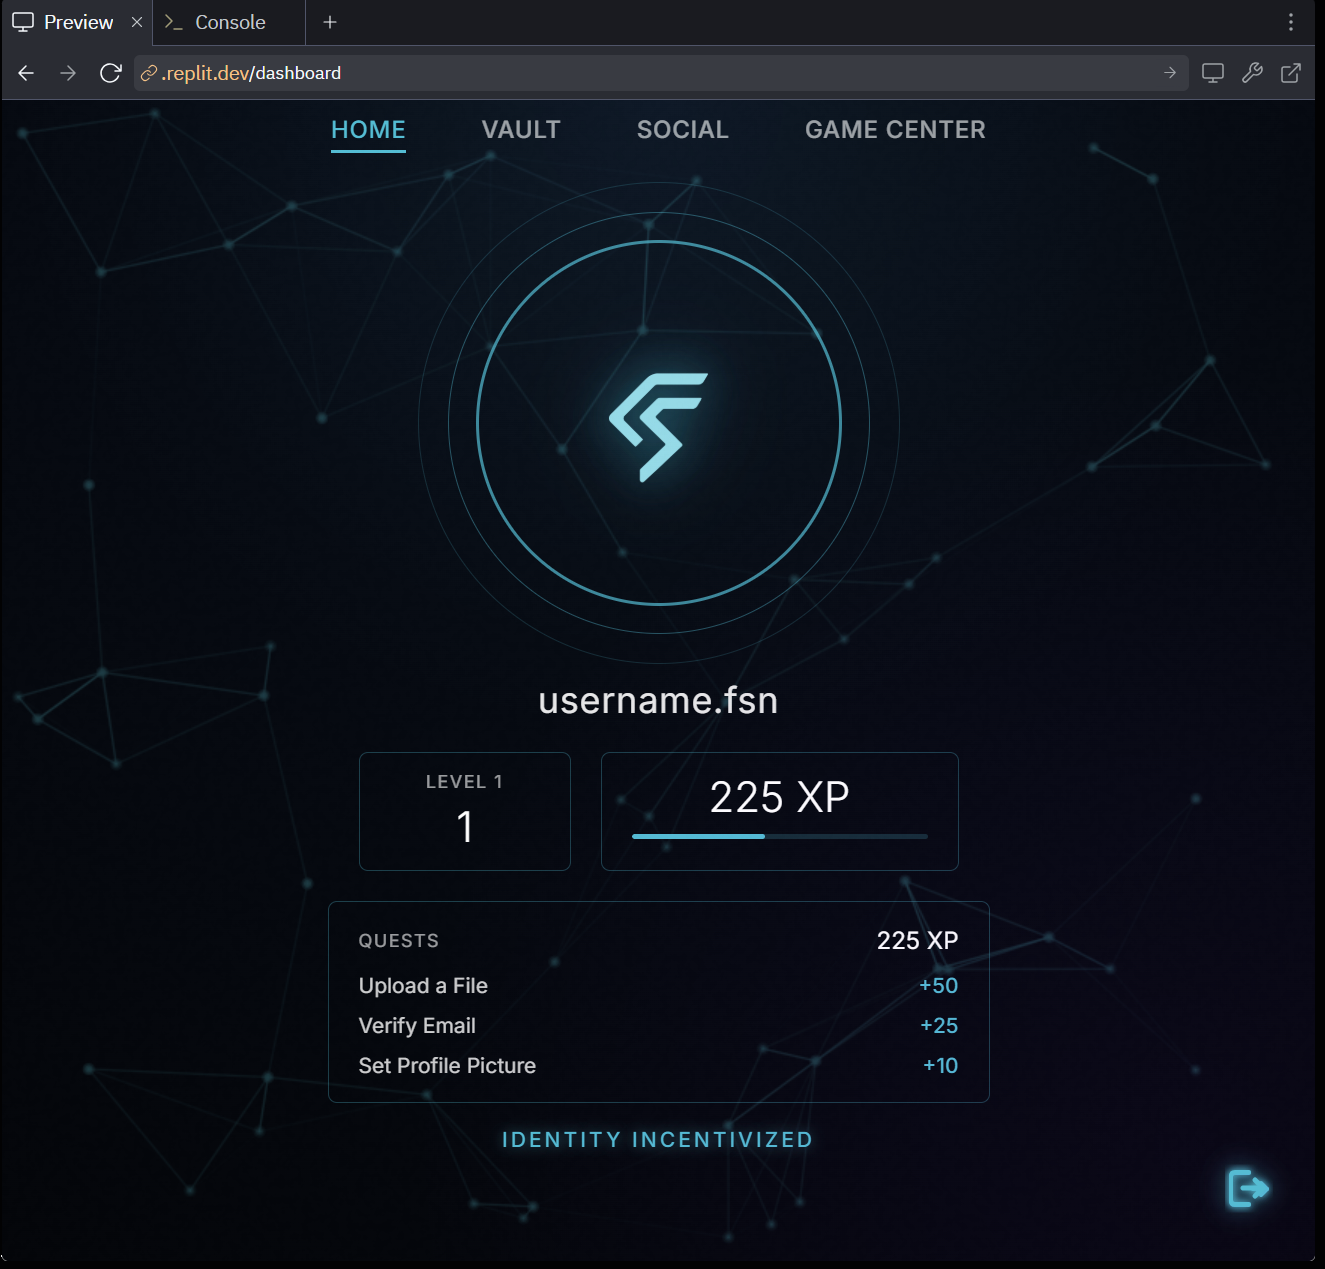 Preview
Console
.replit.dev/dashboard
HOME VAULT SOCIAL GAME CENTER
username.fsn
LEVEL 1
1
225 XP
QUESTS 225 XP
Upload a File +50
Verify Email +25
Set Profile Picture +10
IDENTITY INCENTIVIZED